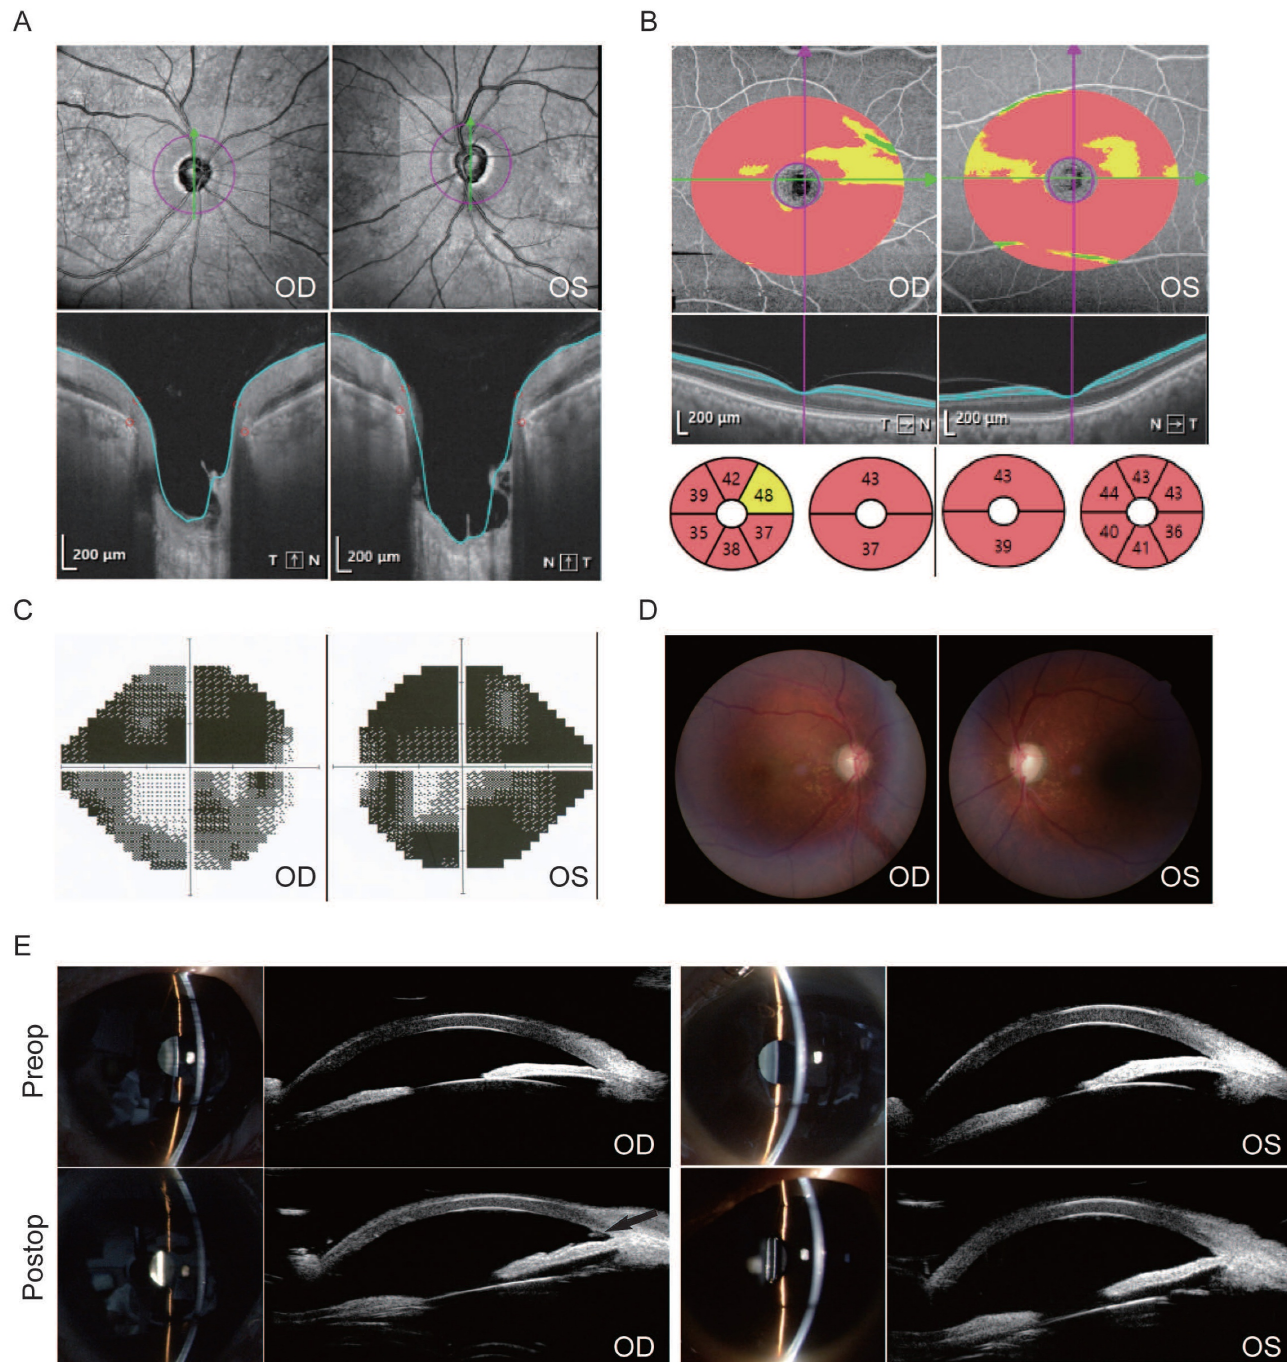 A
B
OD
OS
OD
OS
200 µm
T ↑ N
200 µm
N ↑ T
200 µm
T → N
200 µm
N → T
42
39
48
35
37
38
43
37
43
39
43
44
43
40
36
41
C
D
OD
OS
OD
OS
E
Preop
OD
OS
Postop
OD
OS